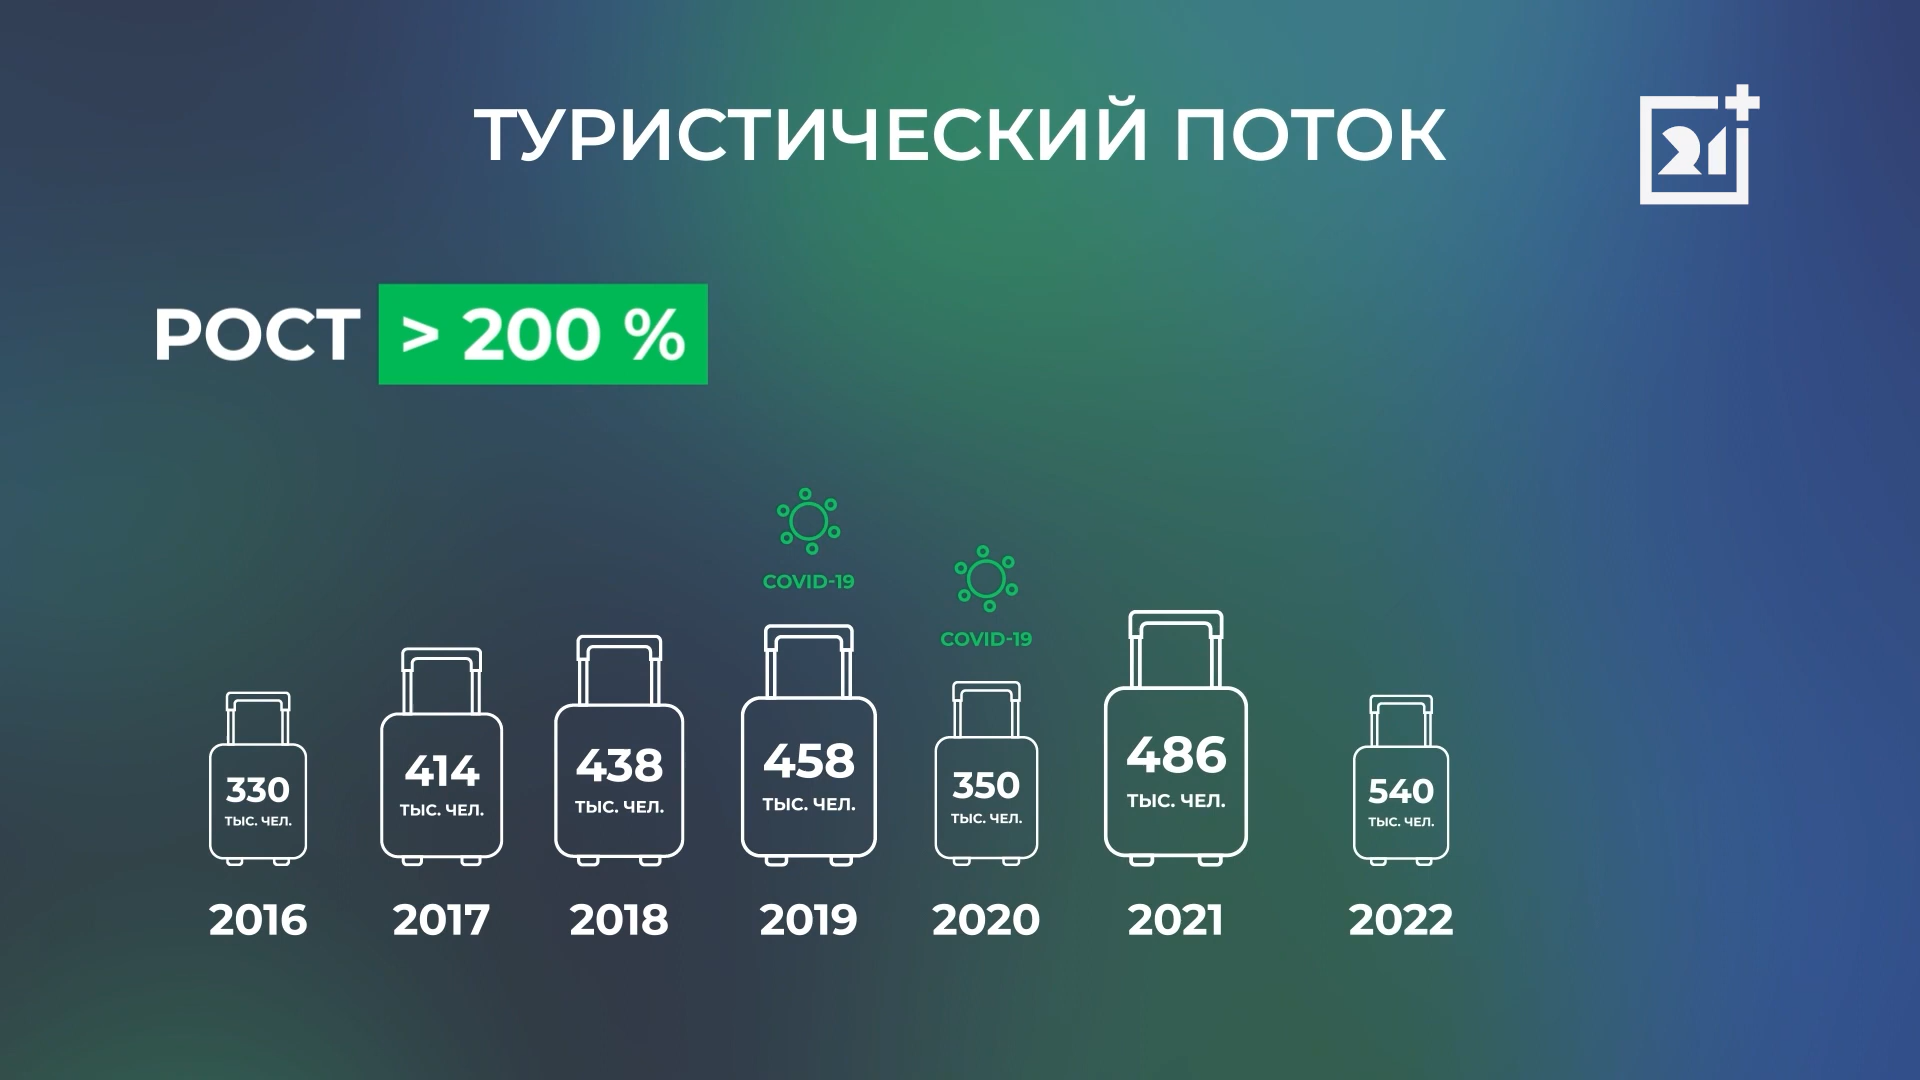 ТУРИСТИЧЕСКИЙ ПОТОК
21+
РОСТ > 200 %
COVID-19
COVID-19
330
ТЫС. ЧЕЛ.
2016
414
ТЫС. ЧЕЛ.
2017
438
ТЫС. ЧЕЛ.
2018
458
ТЫС. ЧЕЛ.
2019
350
ТЫС. ЧЕЛ.
2020
486
ТЫС. ЧЕЛ.
2021
540
ТЫС. ЧЕЛ.
2022